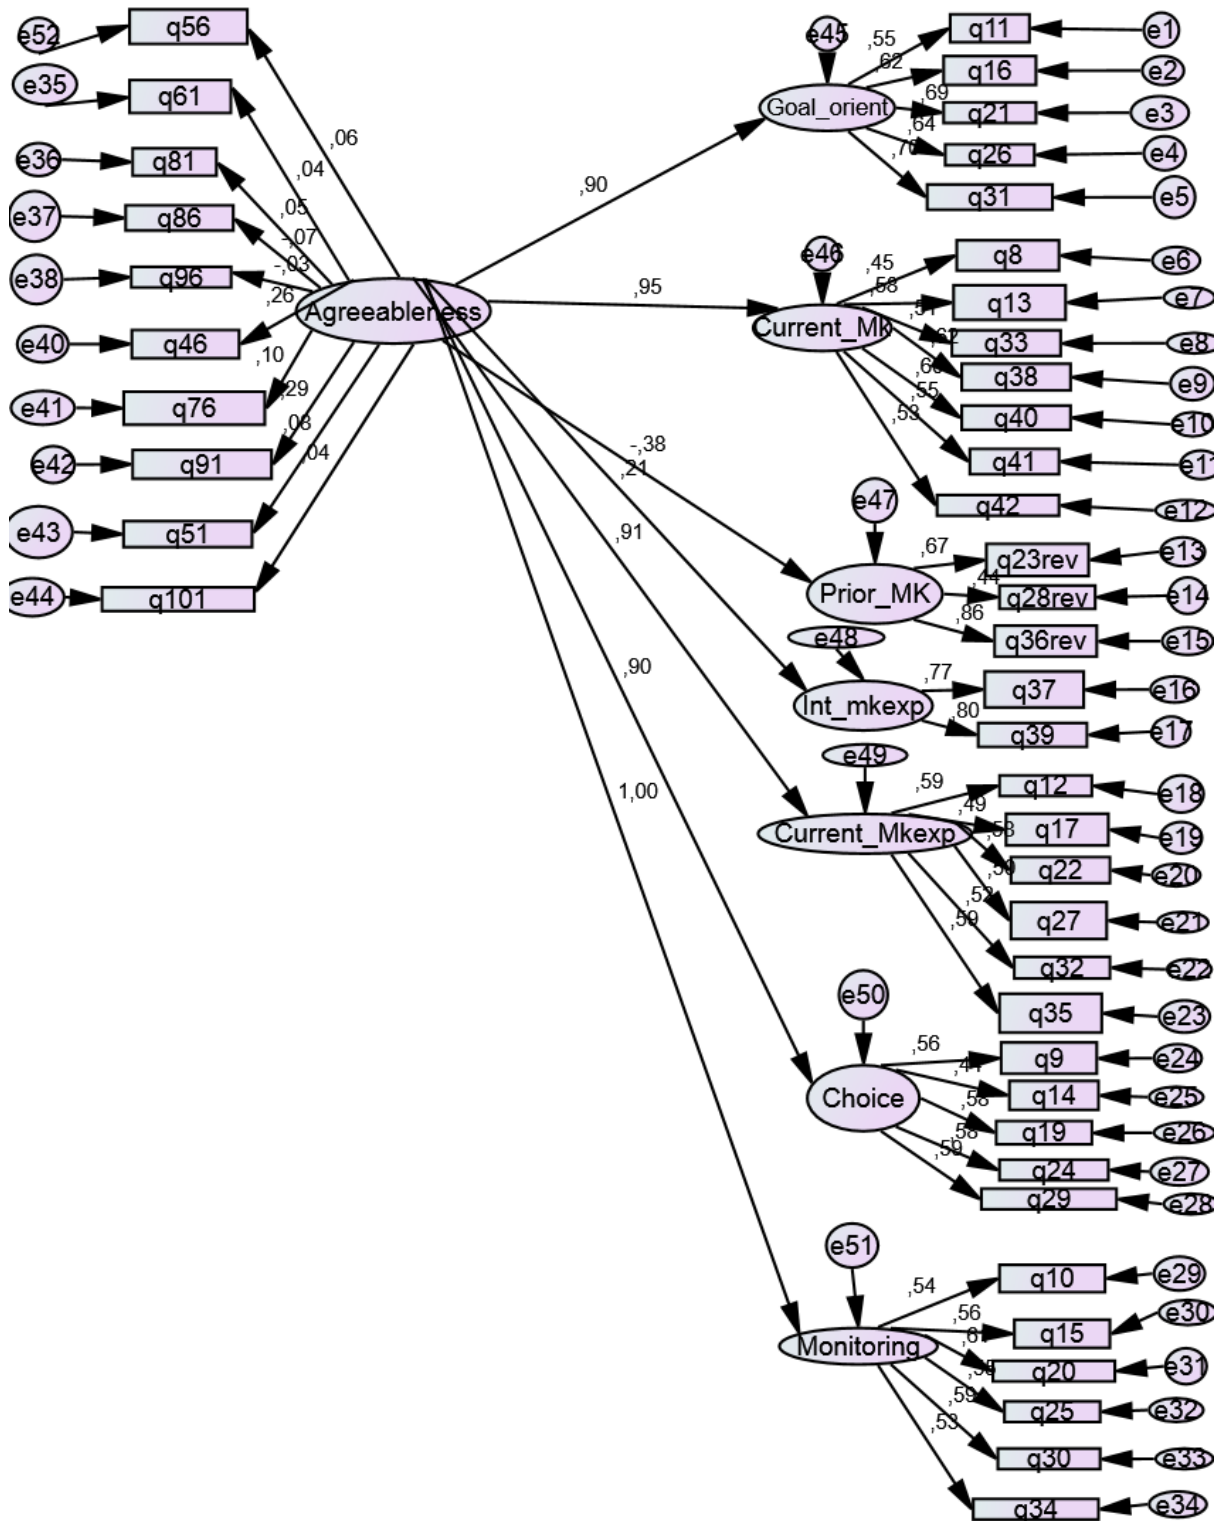 e52
q56
e35
q61
e36
q81
e37
q86
e38
q96
e40
q46
e41
q76
e42
q91
e43
q51
e44
q101
,06
,04
,05
-,07
-,03
,26
,10
,29
,04
Agreeableness
,90
,95
-,38
,21
,91
,90
1,00
e45
Goal_orient
,55
,62
,69
,64
q11
e1
q16
e2
q21
e3
q26
e4
q31
e5
e46
Current_Mk
,45
,58
,55
,53
q8
e6
q13
e7
q33
e8
q38
e9
q40
e10
q41
e11
q42
e12
e47
Prior_MK
,67
,44
,86
q23rev
e13
q28rev
e14
q36rev
e15
e48
Int_mkexp
,77
,80
q37
e16
q39
e17
e49
Current_Mkexp
,59
,49
,52
,59
q12
e18
q17
e19
q22
e20
q27
e21
q32
e22
q35
e23
e50
Choice
,56
,44
,58
,58
,59
q9
e24
q14
e25
q19
e26
q24
e27
q29
e28
e51
Monitoring
,54
,56
,59
,53
q10
e29
q15
e30
q20
e31
q25
e32
q30
e33
q34
e34